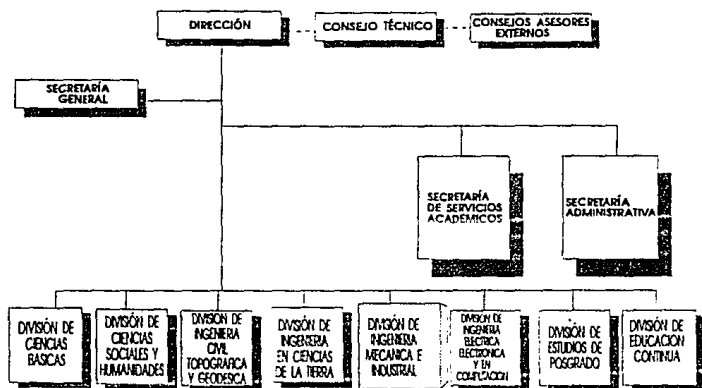 DIRECCIÓN
CONSEJO TÉCNICO
CONSEJOS ASESORES
EXTERNOS
SECRETARÍA
GENERAL
SECRETARÍA
DE SERVICIOS
ACADÉMICOS
SECRETARÍA
ADMINISTRATIVA
DIVISIÓN DE
CIENCIAS
BASICAS
DIVISIÓN DE
CIENCIAS
SOCIALES Y
HUMANIDADES
DIVISION DE
INGENIERIA
CIVIL
TOPOGRAFICA
Y GEODESCA
DIVISIÓN DE
INGENIERIA
EN CIENCIAS
DE LA TIERRA
DIVISIÓN DE
INGENIERIA
MECANICA E
INDUSTRIAL
DIVISION DE
INGENIERIA
ELECTRICA
ELECTRONICA
Y EN
COMPUTACION
DIVISIÓN DE
ESTUDIOS DE
POSGRADO
DIVISIÓN DE
EDUCACION
CONTINUA